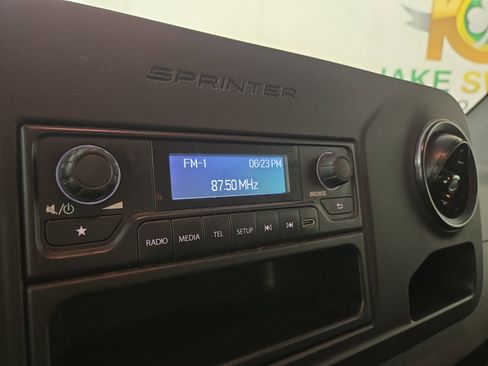 SPRINTER
FM-1 06:23 PM
87.50 MHz
BROWSE
RADIO MEDIA TEL SETUP